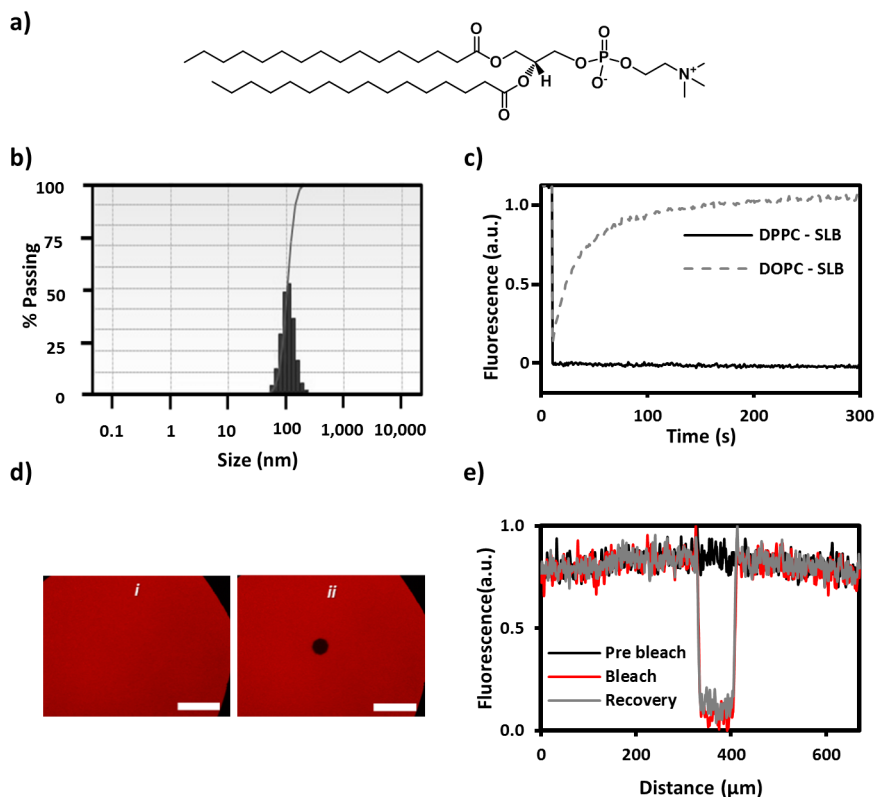 a)
O
O
O
O
H
O
P
O
O-
O
N+
b)
% Passing
100
75
50
25
0
0.1 1 10 100 1,000 10,000
Size (nm)
c)
Fluorescence (a.u.)
1.0
0.5
0
DPPC - SLB
DOPC - SLB
0 100 200 300
Time (s)
d)
i
ii
e)
Fluorescence(a.u.)
1.0
0.5
0.0
Pre bleach
Bleach
Recovery
0 200 400 600
Distance (μm)